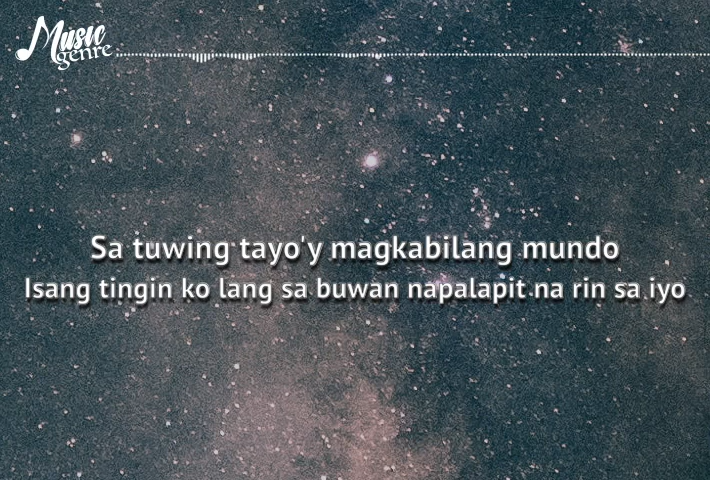 Music
genre
Sa tuwing tayo'y magkabilang mundo
Isang tingin ko lang sa buwan napalapit na rin sa iyo